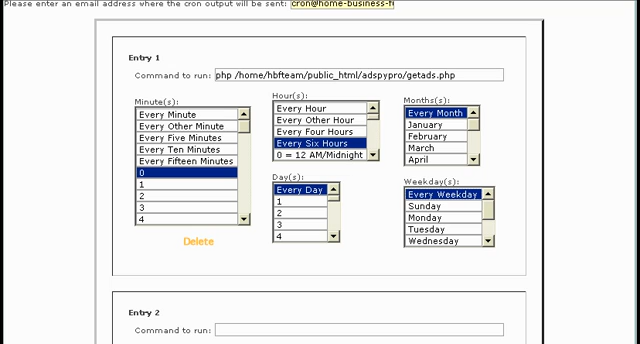 Please enter an email address where the cron output will be sent: cron@home-business-f
Entry 1
Command to run: php /home/hbfteam/public_html/adspypro/getads.php
Minute(s):
Every Minute
Every Other Minute
Every Five Minutes
Every Ten Minutes
Every Fifteen Minutes
0
1
2
3
4
Delete
Hour(s):
Every Hour
Every Other Hour
Every Four Hours
Every Six Hours
0 = 12 AM/Midnight
Day(s):
Every Day
1
2
3
4
Months(s):
Every Month
January
February
March
April
Weekday(s):
Every Weekday
Sunday
Monday
Tuesday
Wednesday
Entry 2
Command to run: